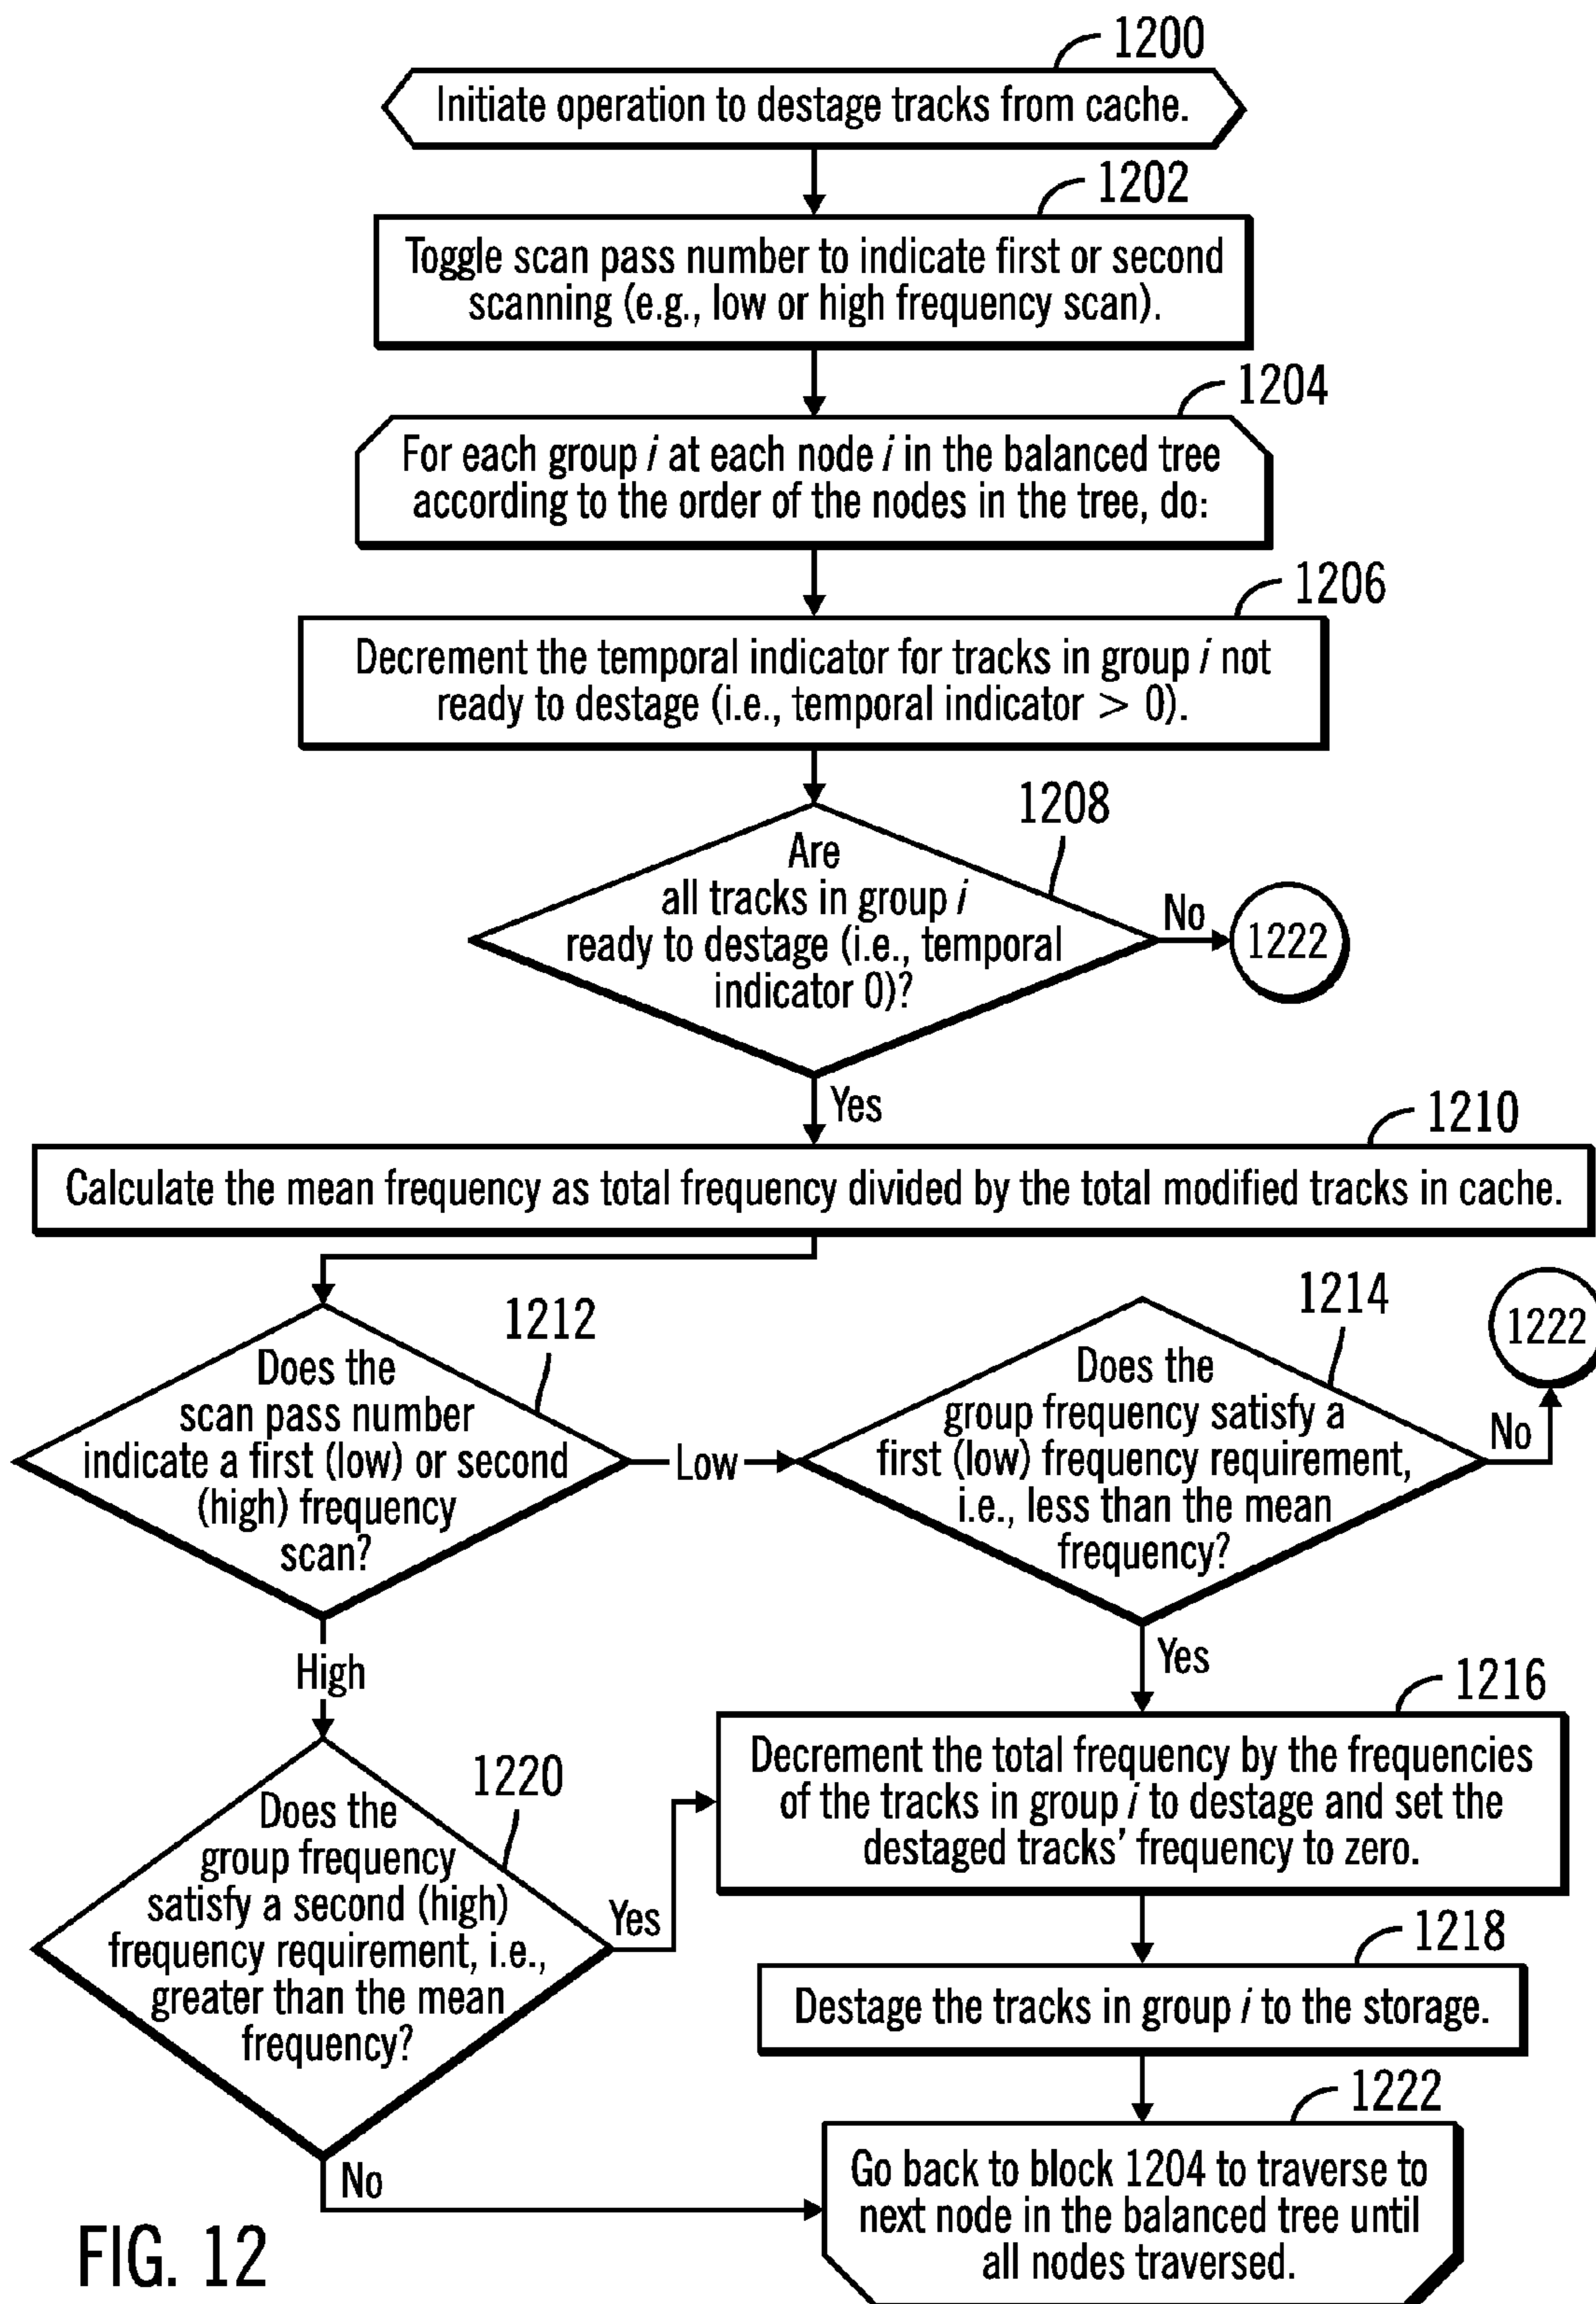 1200
Initiate operation to destage tracks from cache.
1202
Toggle scan pass number to indicate first or second
scanning (e.g., low or high frequency scan).
1204
For each group i at each node i in the balanced tree
according to the order of the nodes in the tree, do:
1206
Decrement the temporal indicator for tracks in group i not
ready to destage (i.e., temporal indicator > 0).
1208
Are
all tracks in group i
ready to destage (i.e., temporal
indicator 0)?
No
1222
Yes
1210
Calculate the mean frequency as total frequency divided by the total modified tracks in cache.
1212
Does the
scan pass number
indicate a first (low) or second
(high) frequency
scan?
Low
1214
Does the
group frequency satisfy a
first (low) frequency requirement,
i.e., less than the mean
frequency?
No
1222
High
Yes
1220
Does the
group frequency
satisfy a second (high)
frequency requirement, i.e.,
greater than the mean
frequency?
Yes
No
1216
Decrement the total frequency by the frequencies
of the tracks in group i to destage and set the
destaged tracks' frequency to zero.
1218
Destage the tracks in group i to the storage.
1222
Go back to block 1204 to traverse to
next node in the balanced tree until
all nodes traversed.
FIG. 12